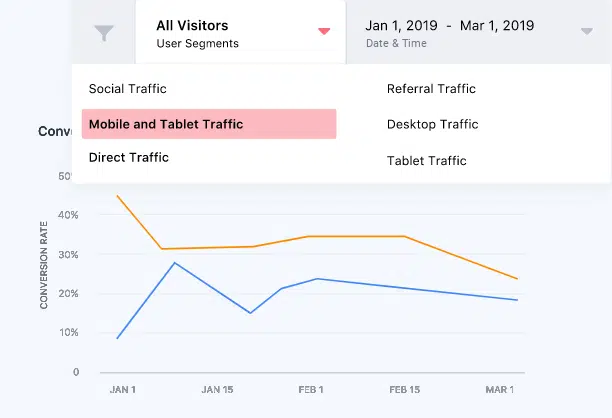 All Visitors
User Segments
Jan 1, 2019 - Mar 1, 2019
Date & Time
Social Traffic
Referral Traffic
Mobile and Tablet Traffic
Desktop Traffic
Direct Traffic
Tablet Traffic
50%
40%
30%
20%
10%
0
CONVERSION RATE
JAN 1
JAN 15
FEB 1
FEB 15
MAR 1